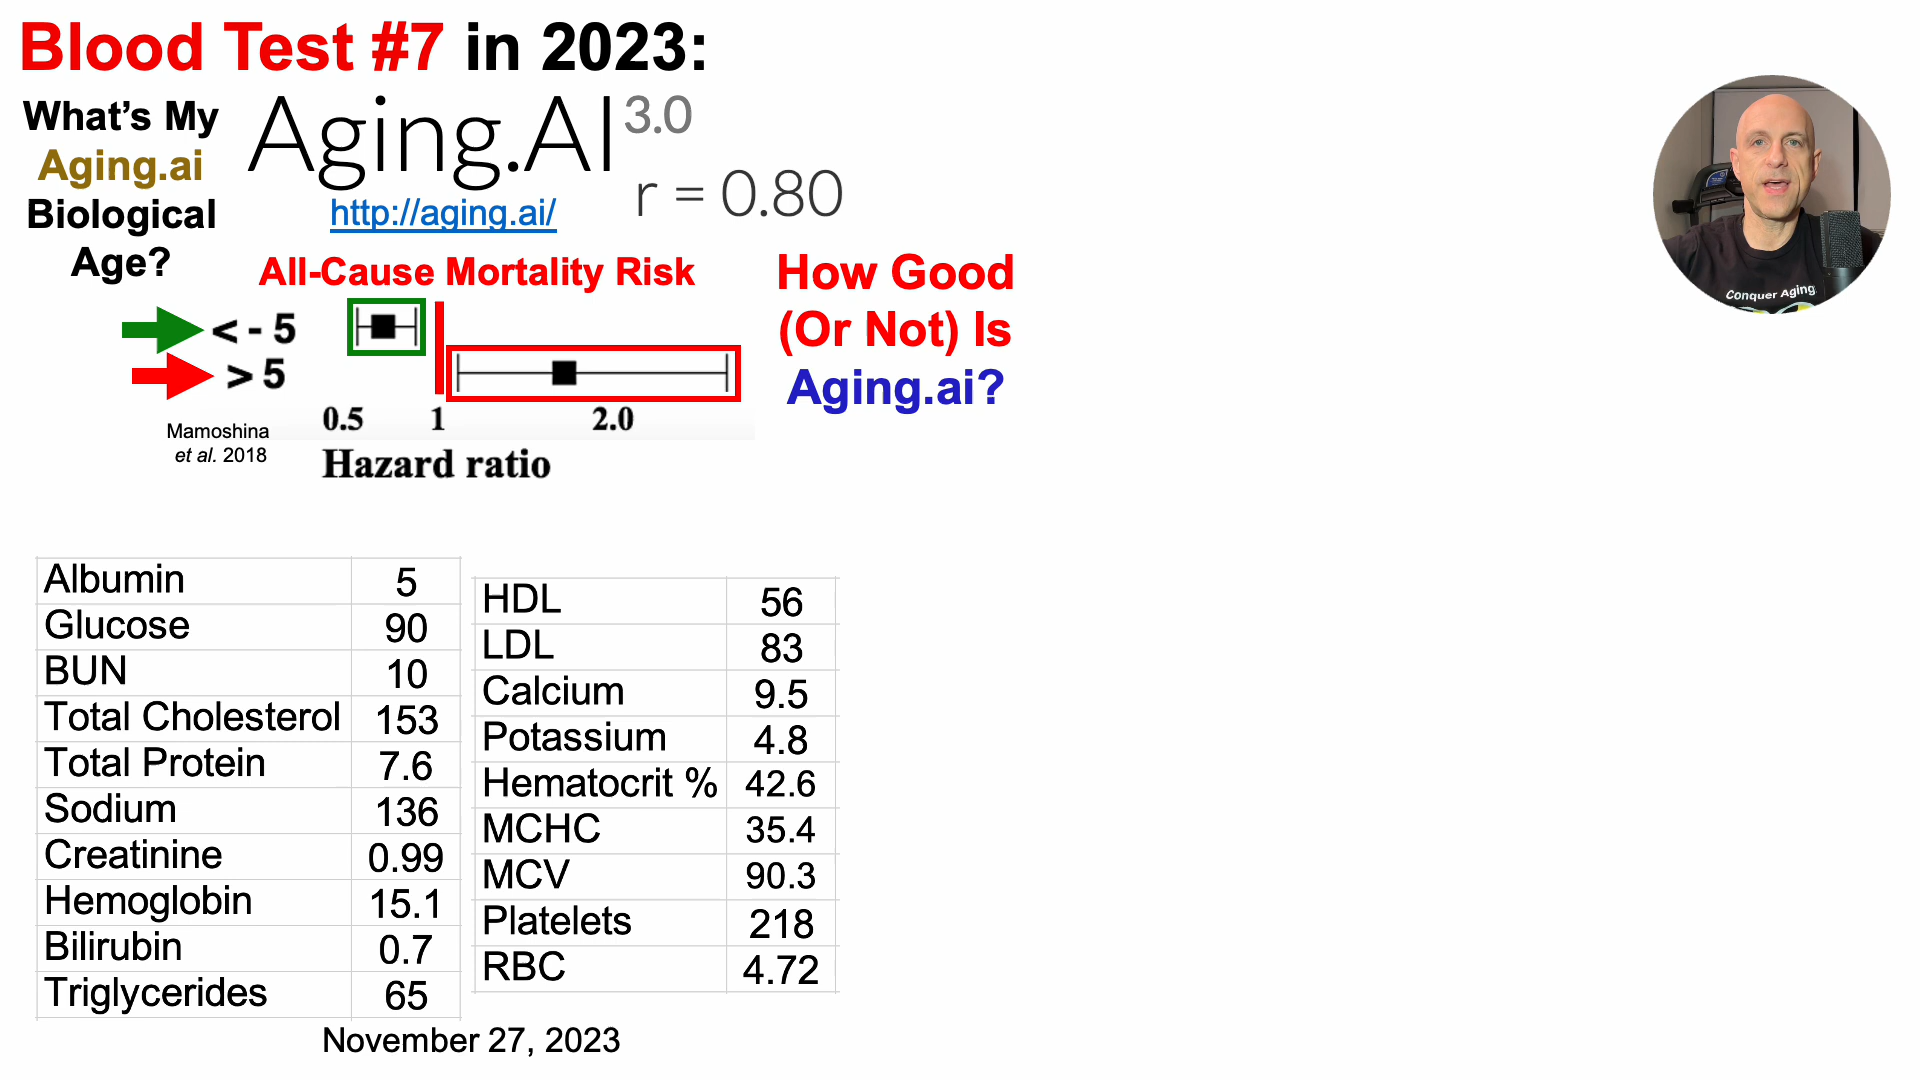 Blood Test #7 in 2023:
What's My
Aging.ai
Biological
Age?
Aging.AI 3.0
r = 0.80
http://aging.ai/
All-Cause Mortality Risk
< - 5
> 5
0.5 1 2.0
Hazard ratio
Mamoshina
et al. 2018
How Good
(Or Not) Is
Aging.ai?
Conquer Aging
Albumin 5
Glucose 90
BUN 10
Total Cholesterol 153
Total Protein 7.6
Sodium 136
Creatinine 0.99
Hemoglobin 15.1
Bilirubin 0.7
Triglycerides 65
HDL 56
LDL 83
Calcium 9.5
Potassium 4.8
Hematocrit % 42.6
MCHC 35.4
MCV 90.3
Platelets 218
RBC 4.72
November 27, 2023